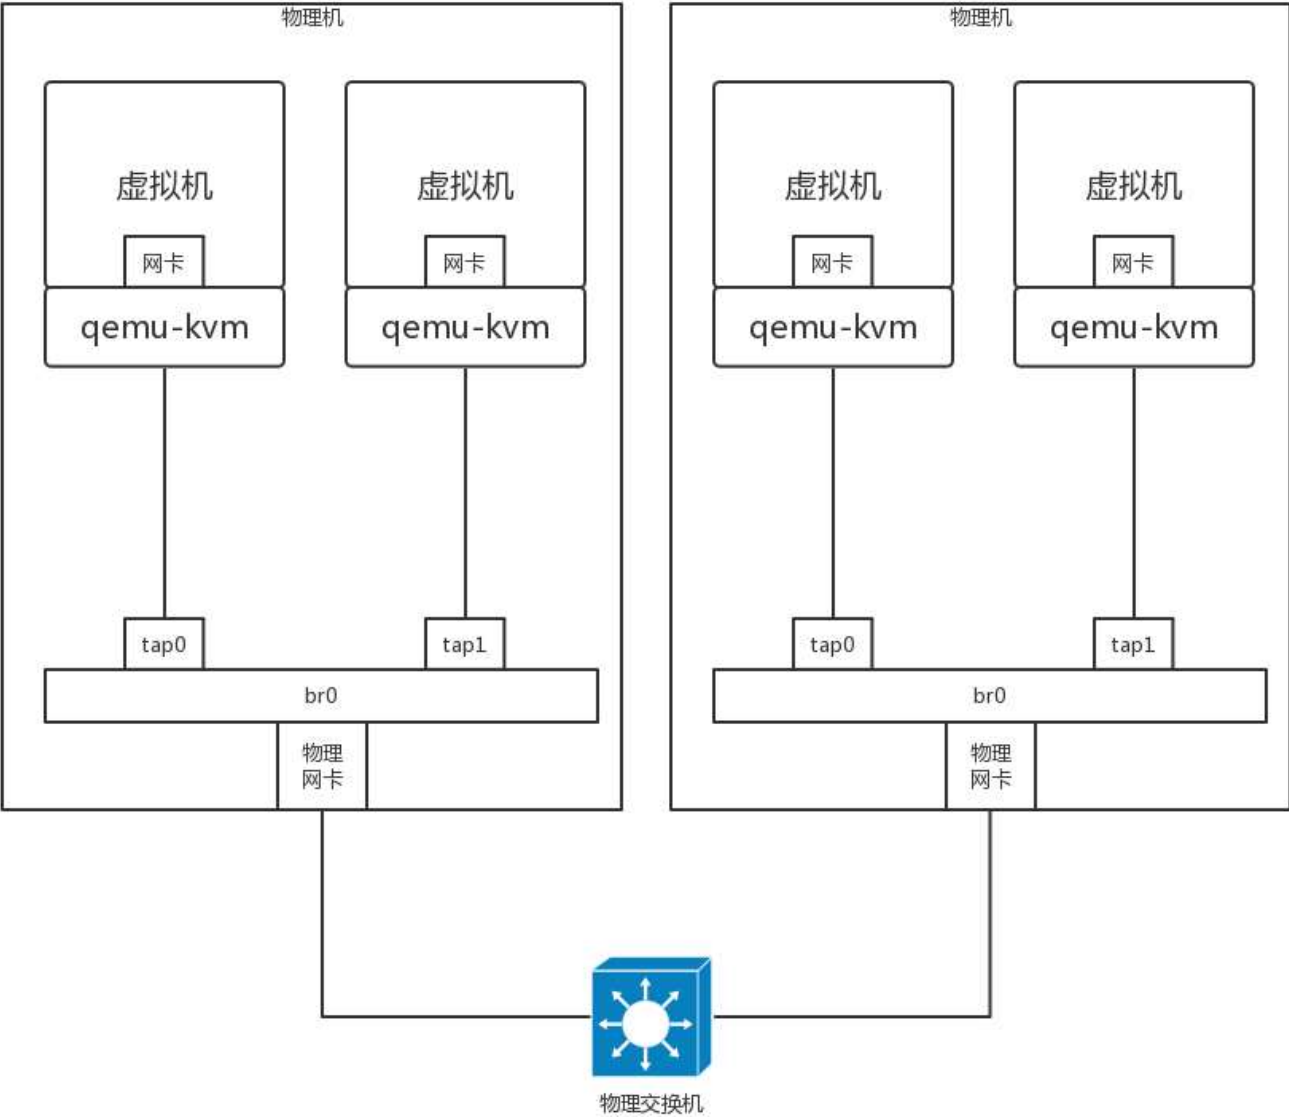 物理机
物理机
虚拟机
虚拟机
虚拟机
虚拟机
网卡
网卡
网卡
网卡
qemu-kvm
qemu-kvm
qemu-kvm
qemu-kvm
tap0
tap1
tap0
tap1
br0
br0
物理
网卡
物理
网卡
物理交换机